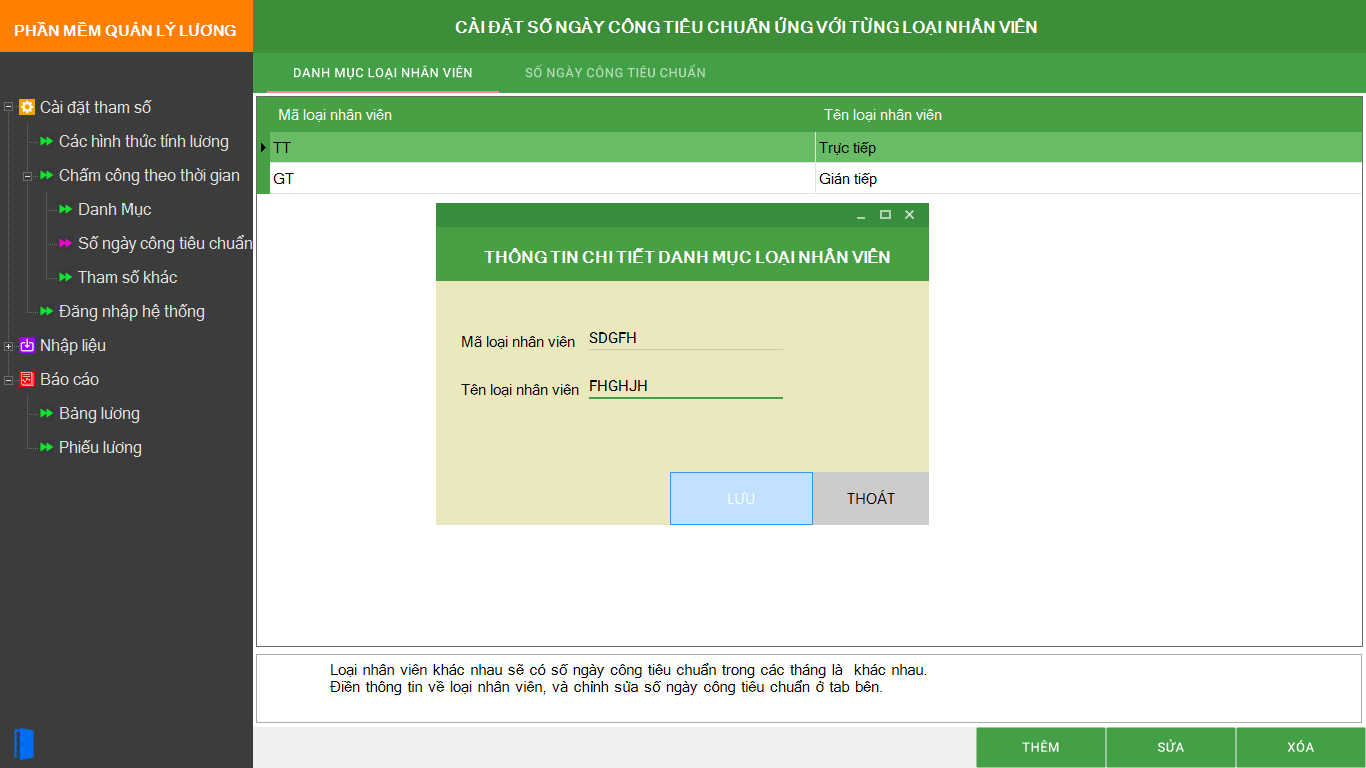 PHẦN MỀM QUẢN LÝ LƯƠNG
CÀI ĐẶT SỐ NGÀY CÔNG TIÊU CHUẨN ỨNG VỚI TỪNG LOẠI NHÂN VIÊN
DANH MỤC LOẠI NHÂN VIÊN
SỐ NGÀY CÔNG TIÊU CHUẨN
Cài đặt tham số
Các hình thức tính lương
Chấm công theo thời gian
Danh Mục
Số ngày công tiêu chuẩn
Tham số khác
Đăng nhập hệ thống
Nhập liệu
Báo cáo
Bảng lương
Phiếu lương
Mã loại nhân viên
Tên loại nhân viên
TT
Trực tiếp
GT
Gián tiếp
THÔNG TIN CHI TIẾT DANH MỤC LOẠI NHÂN VIÊN
Mã loại nhân viên
SDGFH
Tên loại nhân viên
FHGHJH
LƯU
THOÁT
Loại nhân viên khác nhau sẽ có số ngày công tiêu chuẩn trong các tháng là khác nhau.
Điền thông tin về loại nhân viên, và chỉnh sửa số ngày công tiêu chuẩn ở tab bên.
THÊM
SỬA
XÓA